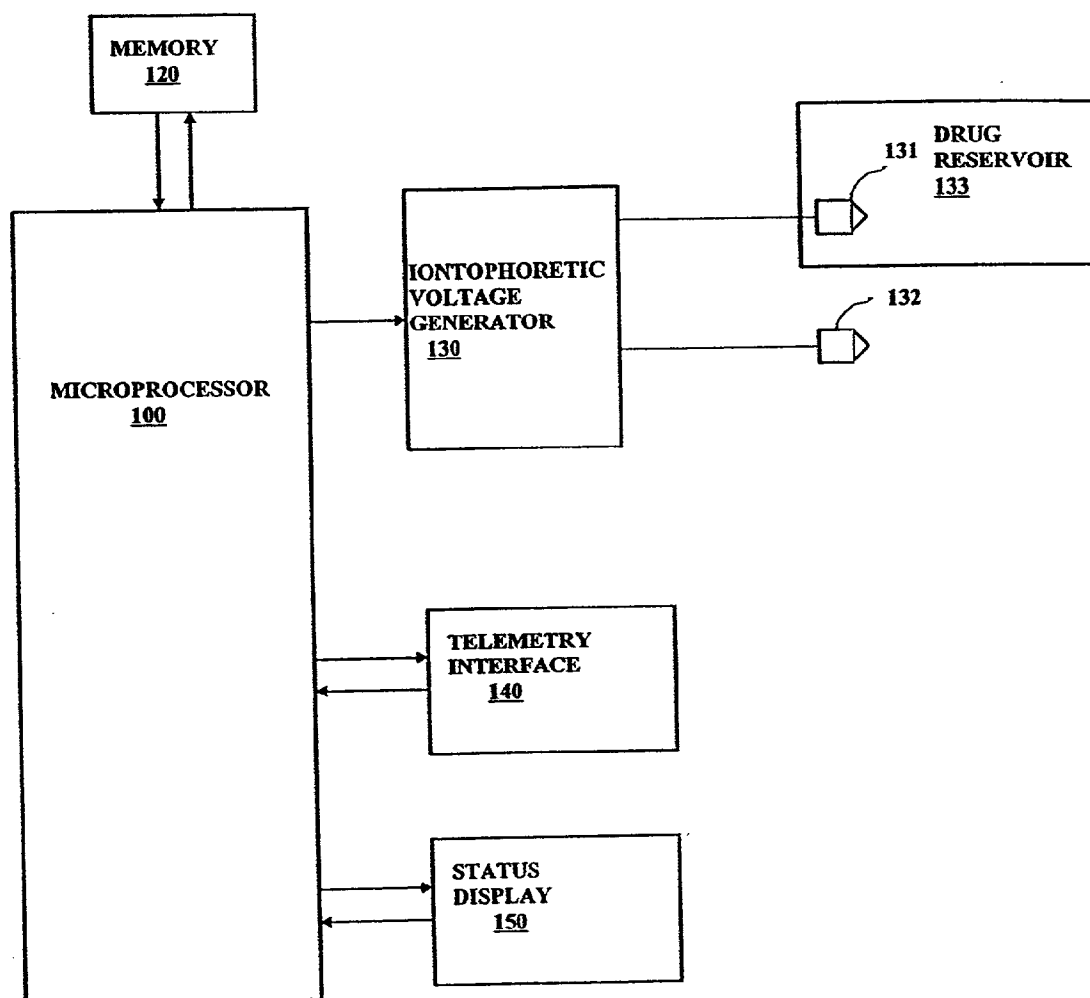 MEMORY
120
DRUG
RESERVOIR
133
131
132
IONTOPHORETIC
VOLTAGE
GENERATOR
130
MICROPROCESSOR
100
TELEMETRY
INTERFACE
140
STATUS
DISPLAY
150